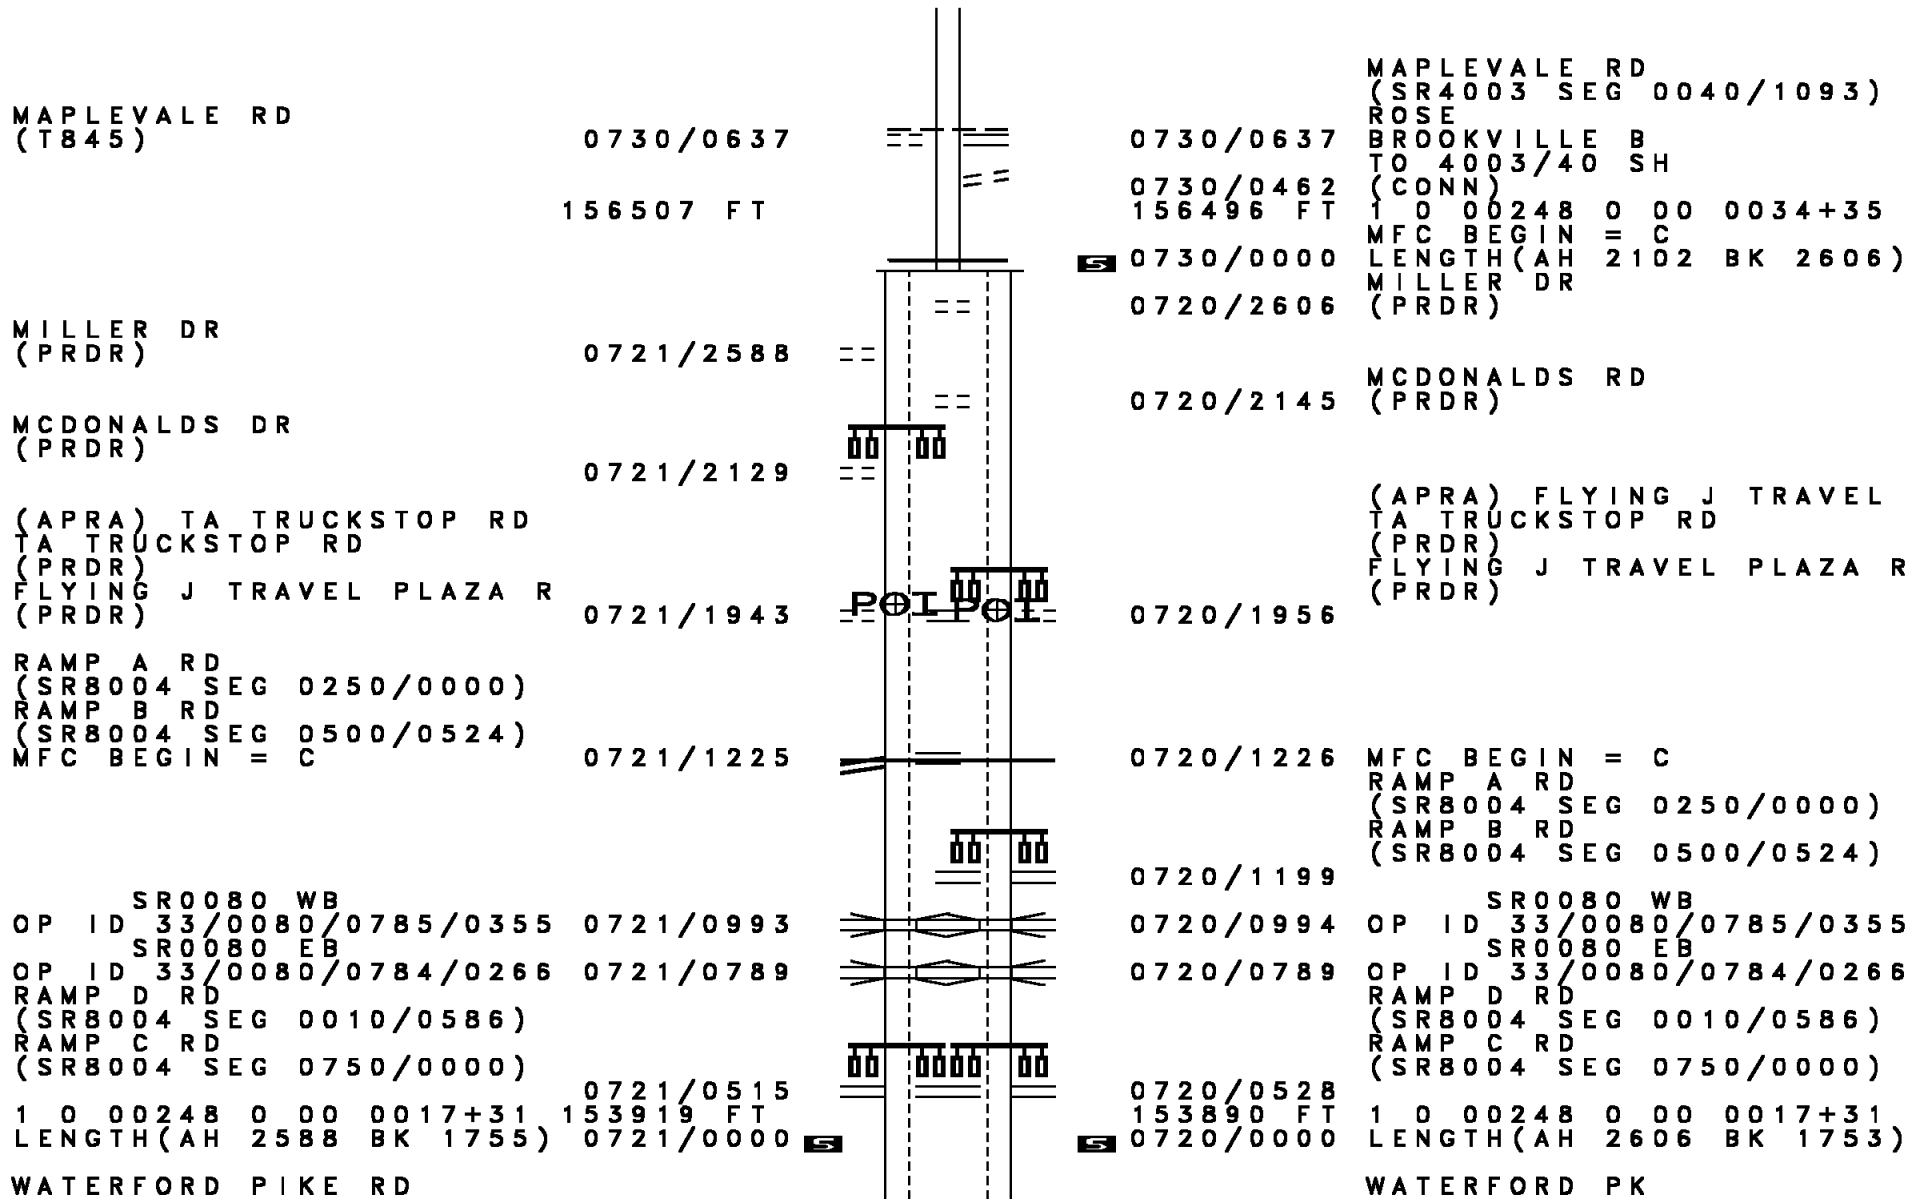 MAPLEVALE RD
(SR4003 SEG 0040/1093)
MAPLEVALE RD
ROSE
(T845) 0730/0637 0730/0637 BROOKVILLE B
TO 4003/40 SH
0730/0462 (CONN)
156507 FT 156496 FT 1 0 00248 0 00 0034+35
MFC BEGIN = C
S 0730/0000 LENGTH(AH 2102 BK 2606)
MILLER DR
0720/2606 (PRDR)
MILLER DR
(PRDR) 0721/2588
MCDONALDS RD
0720/2145 (PRDR)
MCDONALDS DR
(PRDR)
0721/2129
(APRA) FLYING J TRAVEL
(APRA) TA TRUCKSTOP RD TA TRUCKSTOP RD
TA TRUCKSTOP RD (PRDR)
(PRDR) FLYING J TRAVEL PLAZA R
FLYING J TRAVEL PLAZA R (PRDR)
POI POI
(PRDR) 0721/1943 0720/1956
RAMP A RD
(SR8004 SEG 0250/0000)
RAMP B RD
(SR8004 SEG 0500/0524)
MFC BEGIN = C 0721/1225 0720/1226 MFC BEGIN = C
RAMP A RD
(SR8004 SEG 0250/0000)
RAMP B RD
(SR8004 SEG 0500/0524)
0720/1199
SR0080 WB SR0080 WB
OP ID 33/0080/0785/0355 0721/0993 0720/0994 OP ID 33/0080/0785/0355
SR0080 EB SR0080 EB
OP ID 33/0080/0784/0266 0721/0789 0720/0789 OP ID 33/0080/0784/0266
RAMP D RD RAMP D RD
(SR8004 SEG 0010/0586) (SR8004 SEG 0010/0586)
RAMP C RD RAMP C RD
(SR8004 SEG 0750/0000) (SR8004 SEG 0750/0000)
0721/0515 0720/0528
1 0 00248 0 00 0017+31 153919 FT 153890 FT 1 0 00248 0 00 0017+31
LENGTH(AH 2588 BK 1755) 0721/0000 S S 0720/0000 LENGTH(AH 2606 BK 1753)
WATERFORD PIKE RD WATERFORD PK